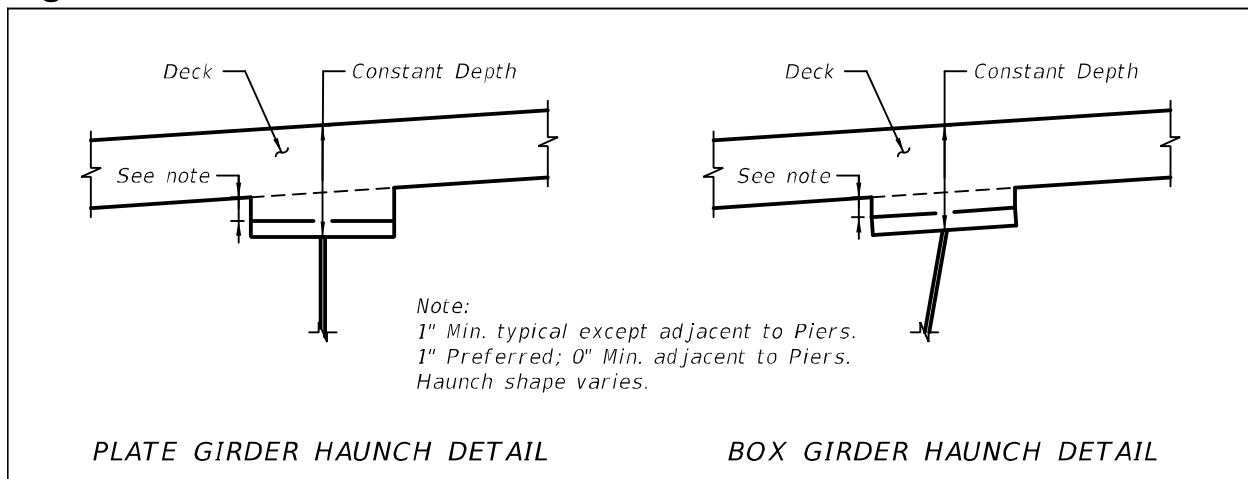 Deck
Constant Depth
See note
Deck
Constant Depth
See note
Note:
1" Min. typical except adjacent to Piers.
1" Preferred; 0" Min. adjacent to Piers.
Haunch shape varies.
PLATE GIRDER HAUNCH DETAIL
BOX GIRDER HAUNCH DETAIL